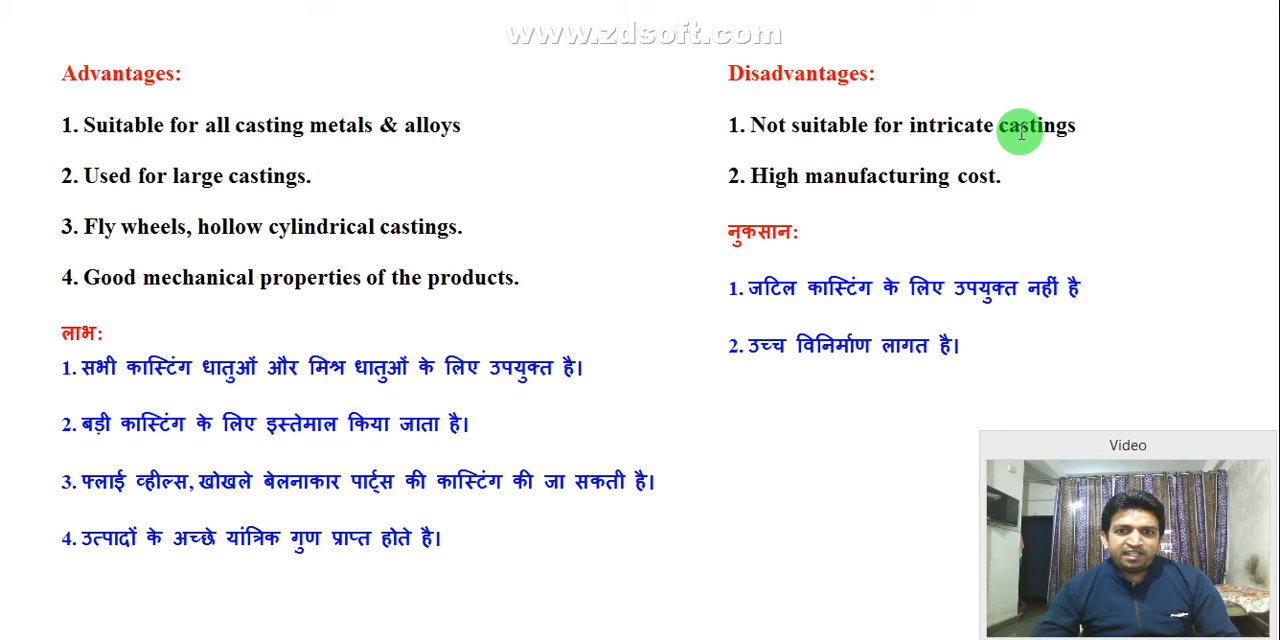 www.zdsoft.com
Advantages:
1. Suitable for all casting metals & alloys
2. Used for large castings.
3. Fly wheels, hollow cylindrical castings.
4. Good mechanical properties of the products.
लाभ:
1. सभी कास्टिंग धातुओं और मिश्र धातुओं के लिए उपयुक्त है।
2. बड़ी कास्टिंग के लिए इस्तेमाल किया जाता है।
3. फ्लाई व्हील्स, खोखले बेलनाकार पार्ट्स की कास्टिंग की जा सकती है।
4. उत्पादों के अच्छे यांत्रिक गुण प्राप्त होते है।
Disadvantages:
1. Not suitable for intricate castings
2. High manufacturing cost.
नुकसान:
1. जटिल कास्टिंग के लिए उपयुक्त नहीं है
2. उच्च विनिर्माण लागत है।
Video